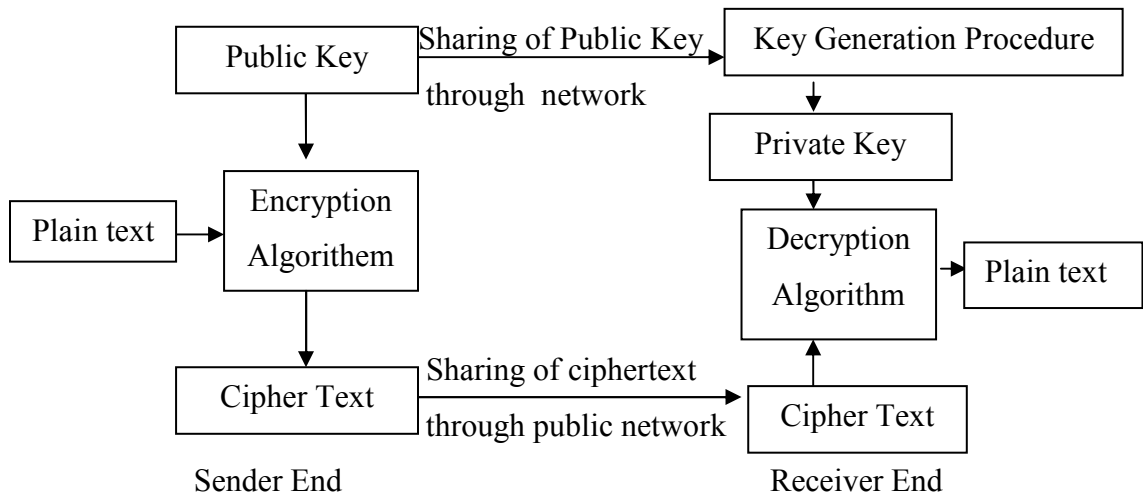 Public Key
Sharing of Public Key
through network
Key Generation Procedure
Private Key
Plain text
Encryption
Algorithem
Decryption
Algorithm
Plain text
Cipher Text
Sharing of ciphertext
through public network
Cipher Text
Sender End
Receiver End